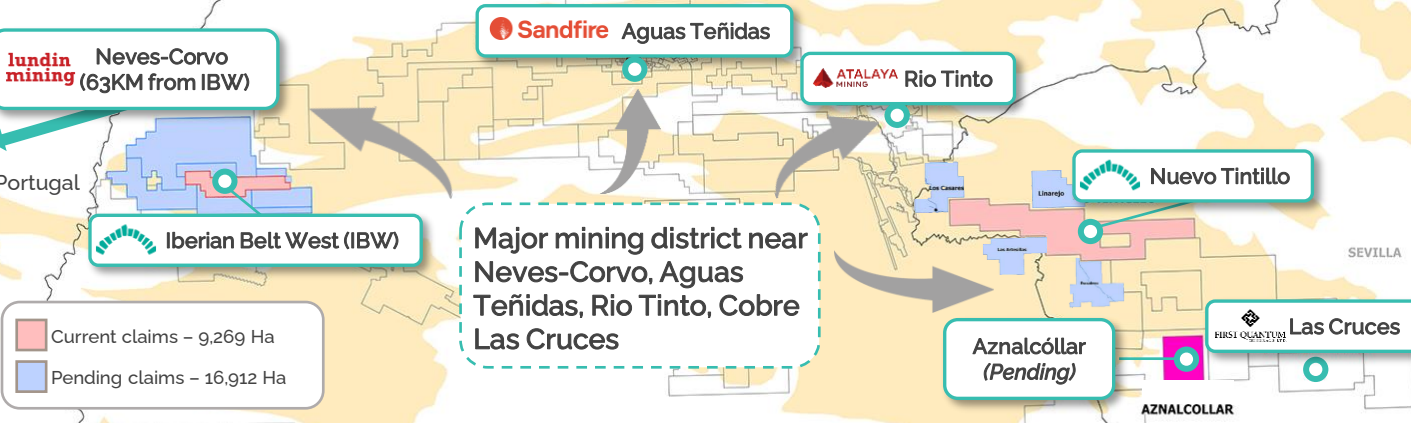 lundin
mining
Neves-Corvo
(63KM from IBW)
Sandfire
Aguas Teñidas
ATALAYA
MINING
Rio Tinto
Portugal
Iberian Belt West (IBW)
Los Casares
Linarejo
Nuevo Tintillo
Major mining district near
Neves-Corvo, Aguas
Teñidas, Rio Tinto, Cobre
Las Cruces
SEVILLA
Current claims – 9,269 Ha
Pending claims – 16,912 Ha
Aznalcóllar
(Pending)
FIRST QUANTUM
Las Cruces
AZNALCOLLAR